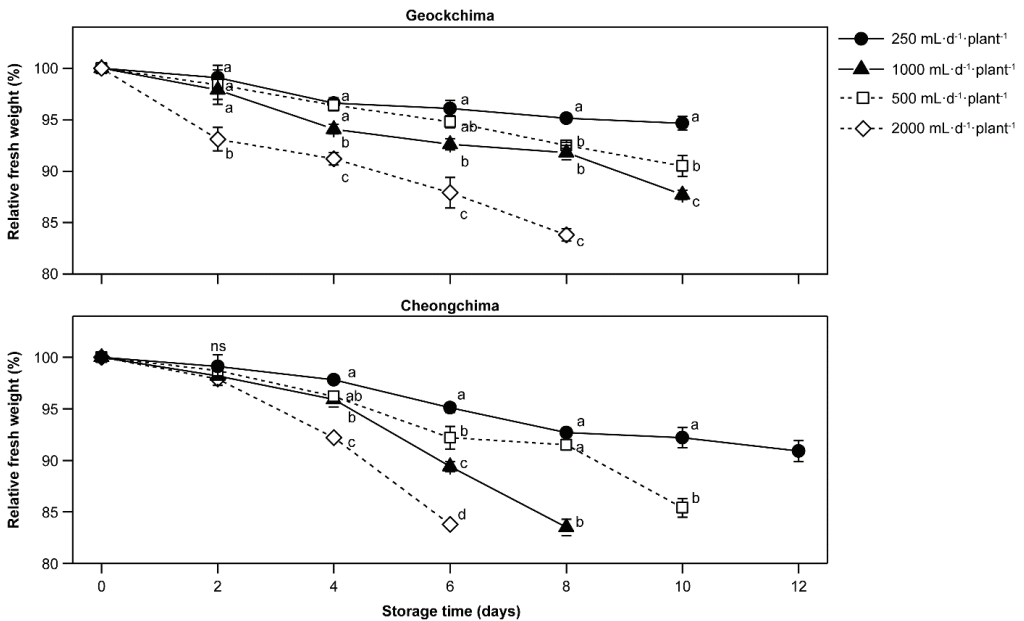 Geockchima
250 mL·d⁻¹·plant⁻¹
1000 mL·d⁻¹·plant⁻¹
500 mL·d⁻¹·plant⁻¹
2000 mL·d⁻¹·plant⁻¹
Relative fresh weight (%)
100
95
90
85
80
a
a
a
b
a
a
b
c
a
ab
b
c
a
b
b
c
a
b
c
Cheongchima
Relative fresh weight (%)
100
95
90
85
80
ns
a
ab
b
c
a
b
c
d
a
a
b
a
b
0 2 4 6 8 10 12
Storage time (days)